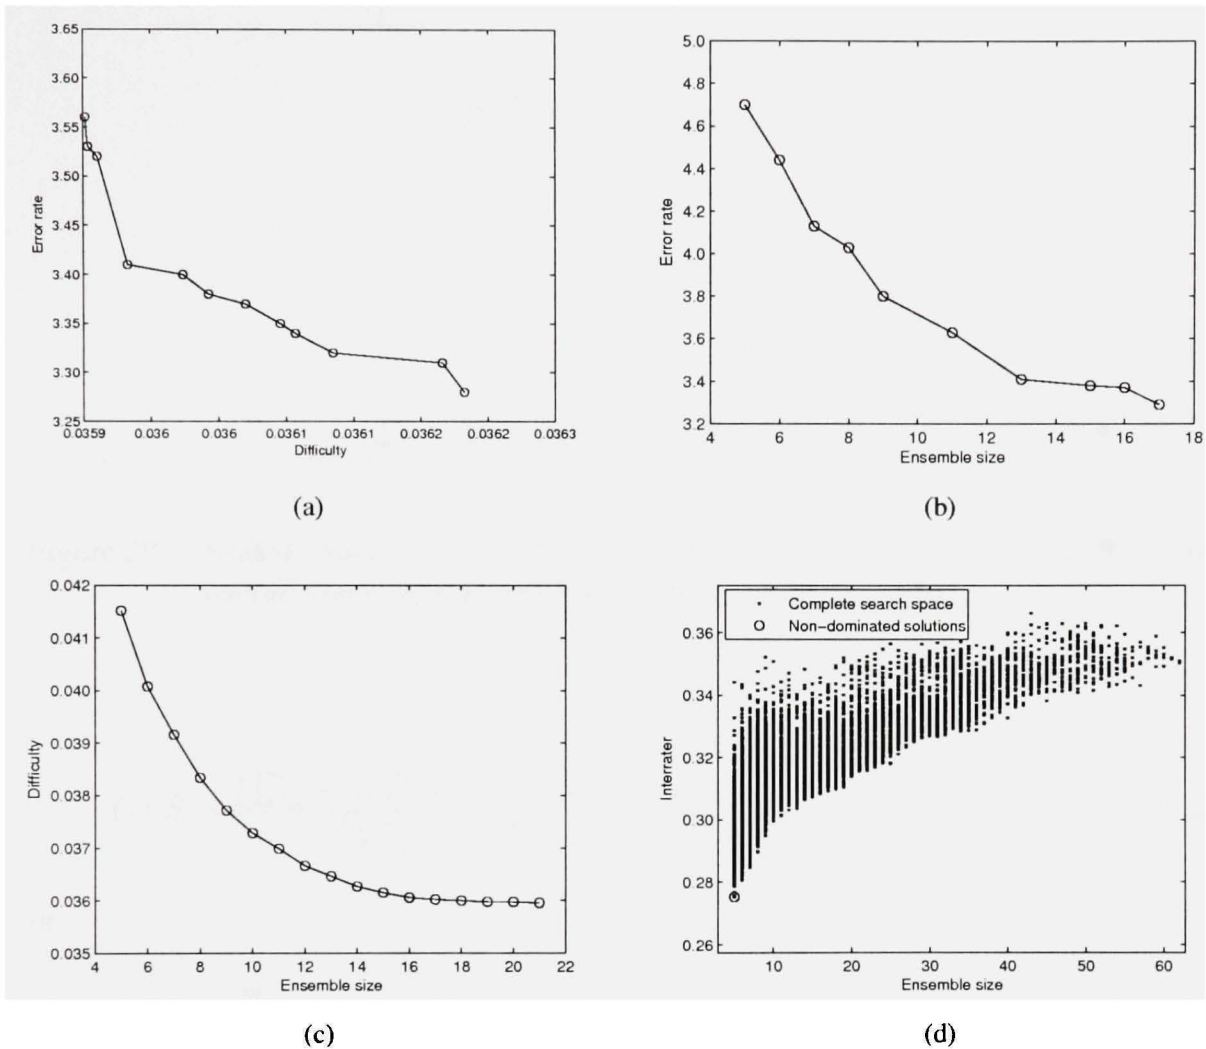 3.65
3.60
3.55
3.50
3.45
3.40
3.35
3.30
3.25
Error rate
0.0359 0.036 0.036 0.0361 0.0361 0.0362 0.0362 0.0363
Difficulty
(a)
5.0
4.8
4.6
4.4
4.2
4.0
3.8
3.6
3.4
3.2
Error rate
4 6 8 10 12 14 16 18
Ensemble size
(b)
0.042
0.041
0.040
0.039
0.038
0.037
0.036
0.035
Difficulty
4 6 8 10 12 14 16 18 20 22
Ensemble size
(c)
Complete search space
Non-dominated solutions
0.36
0.34
0.32
0.30
0.28
0.26
Interrater
10 20 30 40 50 60
Ensemble size
(d)